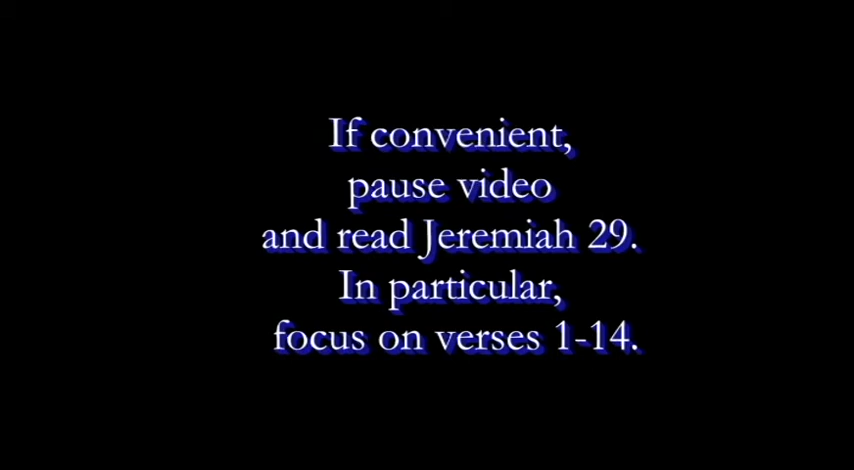 If convenient,
pause video
and read Jeremiah 29.
In particular,
focus on verses 1-14.